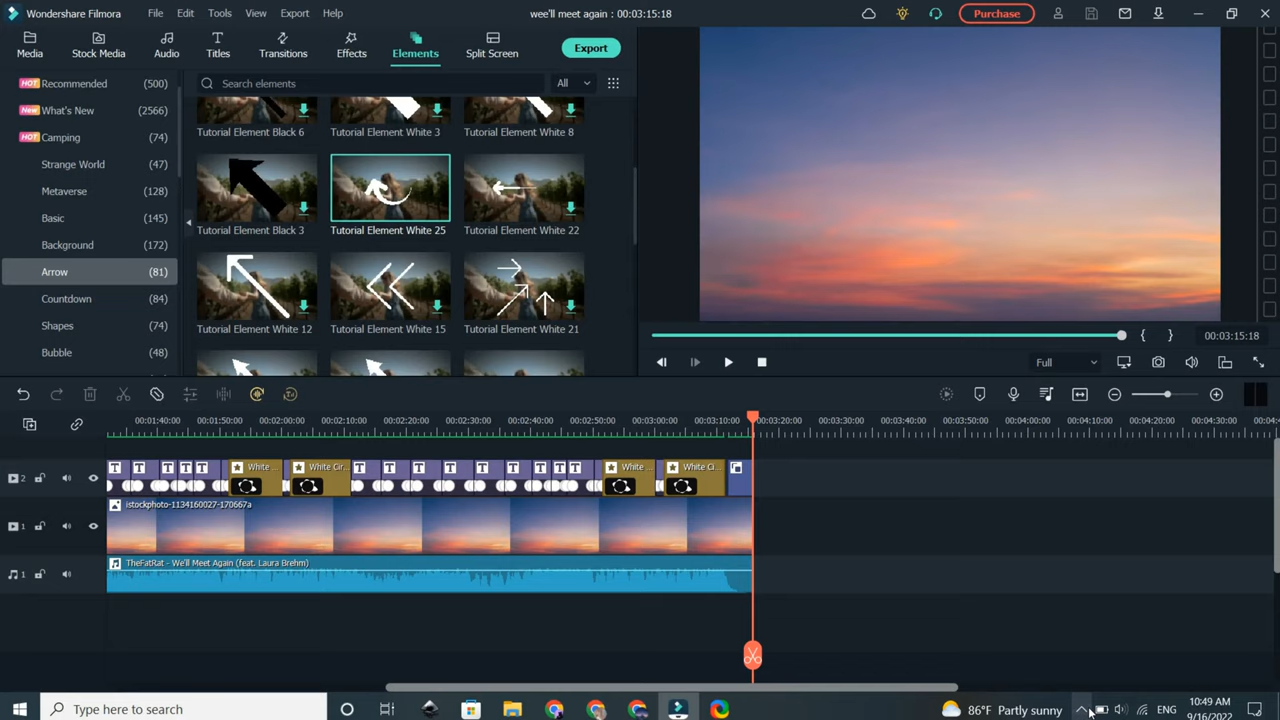 Wondershare Filmora
File
Edit
Tools
View
Export
Help
wee'll meet again : 00:03:15:18
Purchase
Media
Stock Media
Audio
Titles
Transitions
Effects
Elements
Split Screen
Export
HOT Recommended (500)
New What's New (2566)
HOT Camping (74)
Strange World (47)
Metaverse (128)
Basic (145)
Background (172)
Arrow (81)
Countdown (84)
Shapes (74)
Bubble (48)
Search elements
All
Tutorial Element Black 6
Tutorial Element White 3
Tutorial Element White 8
Tutorial Element Black 3
Tutorial Element White 25
Tutorial Element White 22
Tutorial Element White 12
Tutorial Element White 15
Tutorial Element White 21
{ }
00:03:15:18
Full
00:01:40:00
00:01:50:00
00:02:00:00
00:02:10:00
00:02:20:00
00:02:30:00
00:02:40:00
00:02:50:00
00:03:00:00
00:03:10:00
00:03:20:00
00:03:30:00
00:03:40:00
00:03:50:00
00:04:00:00
00:04:10:00
00:04:20:00
00:04:30:00
2
T T T T T
White ...
White Cir...
T T T T T T T T T
White ...
White Ci...
1
istockphoto-1134160027-170667a
1
TheFatRat - We'll Meet Again (feat. Laura Brehm)
Type here to search
86°F Partly sunny
ENG
10:49 AM
9/16/2022